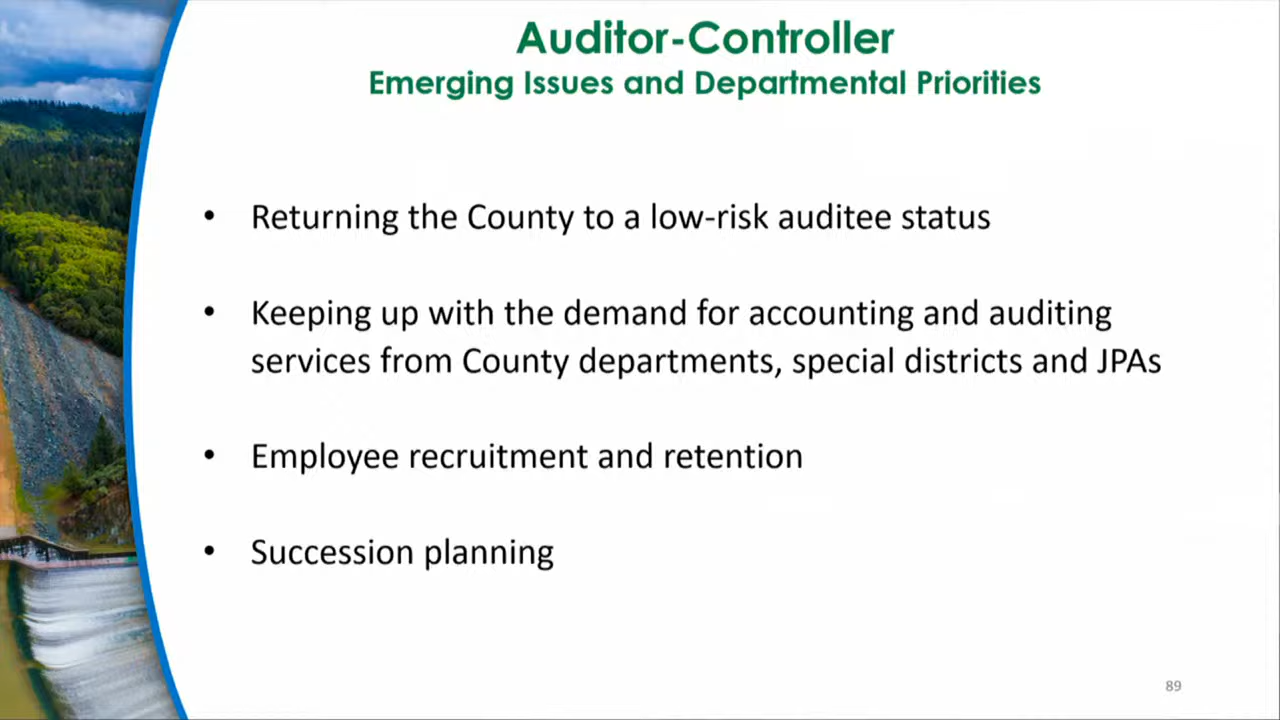 Auditor-Controller
Emerging Issues and Departmental Priorities
• Returning the County to a low-risk auditee status
• Keeping up with the demand for accounting and auditing
services from County departments, special districts and JPAs
• Employee recruitment and retention
• Succession planning
89